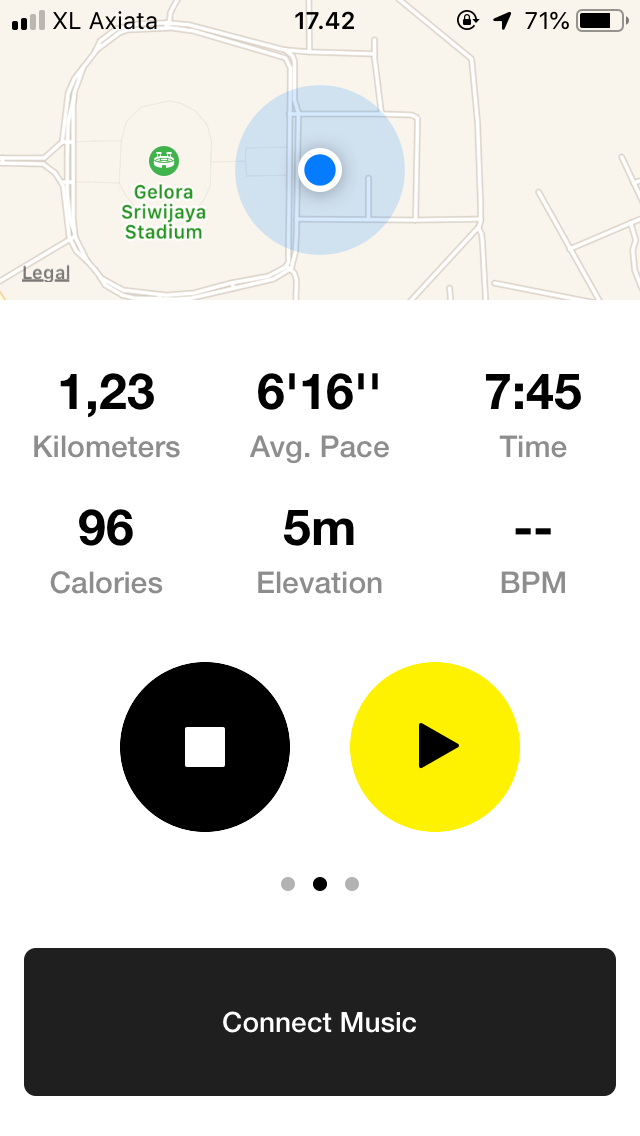 XL Axiata 17.42 71%
Gelora
Sriwijaya
Stadium
Legal
1,23 6'16'' 7:45
Kilometers Avg. Pace Time
96 5m --
Calories Elevation BPM
Connect Music